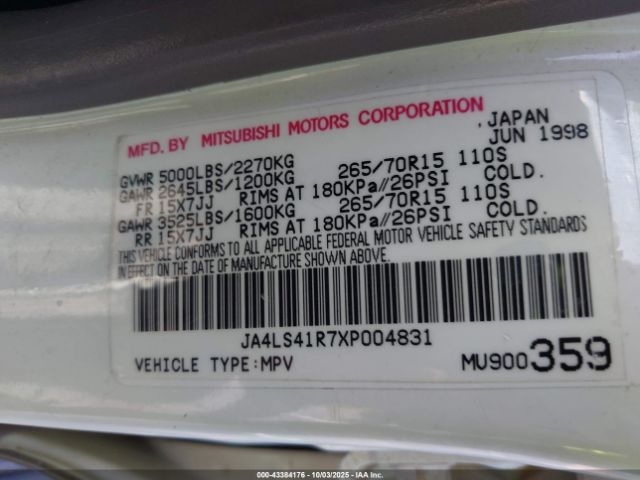 MFD. BY MITSUBISHI MOTORS CORPORATION , JAPAN
JUN 1998
GVWR 5000LBS/2270KG
GAWR 2645LBS/1200KG 265/70R15 110S
FR 15X7JJ RIMS AT 180KPa//26PSI COLD.
GAWR 3525LBS/1600KG 265/70R15 110S
RR 15X7JJ RIMS AT 180KPa//26PSI COLD.
THIS VEHICLE CONFORMS TO ALL APPLICABLE FEDERAL MOTOR VEHICLE SAFETY STANDARDS
IN EFFECT ON THE DATE OF MANUFACTURE SHOWN ABOVE.
JA4LS41R7XP004831
VEHICLE TYPE:MPV MU900359
000-43384176 - 10/03/2025 - IAAI.COM